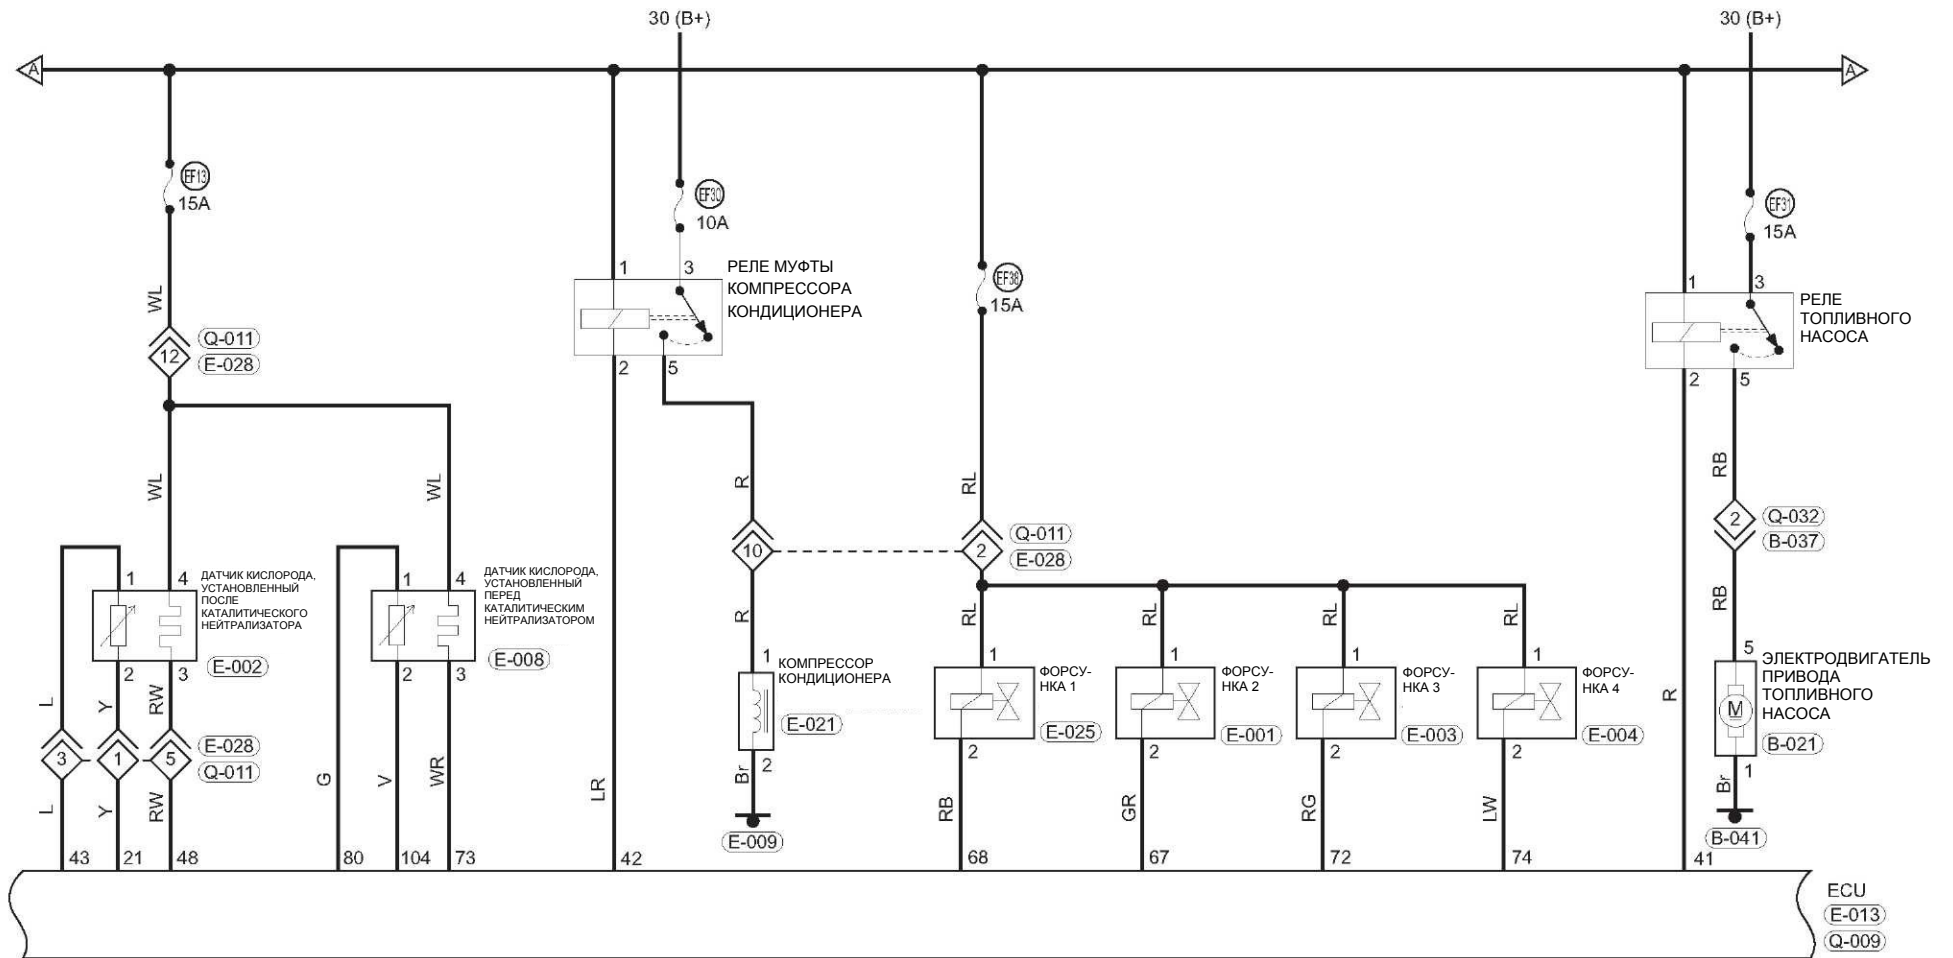 30 (B+)
30 (B+)
A
A
EF13
15A
EF30
10A
EF31
15A
1
3
РЕЛЕ МУФТЫ
КОМПРЕССОРА
КОНДИЦИОНЕРА
EF38
15A
1
3
РЕЛЕ
ТОПЛИВНОГО
НАСОСА
WL
12
Q-011
E-028
2
5
2
5
WL
WL
R
RL
RB
10
2
Q-011
E-028
2
Q-032
B-037
1
4
ДАТЧИК КИСЛОРОДА,
УСТАНОВЛЕННЫЙ
ПОСЛЕ
КАТАЛИТИЧЕСКОГО
НЕЙТРАЛИЗАТОРА
E-002
2
3
1
4
ДАТЧИК КИСЛОРОДА,
УСТАНОВЛЕННЫЙ
ПЕРЕД
КАТАЛИТИЧЕСКИМ
НЕЙТРАЛИЗАТОРОМ
E-008
2
3
R
RL
RL
RL
RL
RB
1
КОМПРЕССОР
КОНДИЦИОНЕРА
E-021
2
1
ФОРСУ-
НКА 1
E-025
2
1
ФОРСУ-
НКА 2
E-001
2
1
ФОРСУ-
НКА 3
E-003
2
1
ФОРСУ-
НКА 4
E-004
2
5
ЭЛЕКТРОДВИГАТЕЛЬ
ПРИВОДА
ТОПЛИВНОГО
НАСОСА
M
B-021
1
L
Y
RW
3
1
5
E-028
Q-011
L
Y
RW
G
V
WR
LR
Br
E-009
RB
GR
RG
LW
R
Br
B-041
43
21
48
80
104
73
42
68
67
72
74
41
ECU
E-013
Q-009